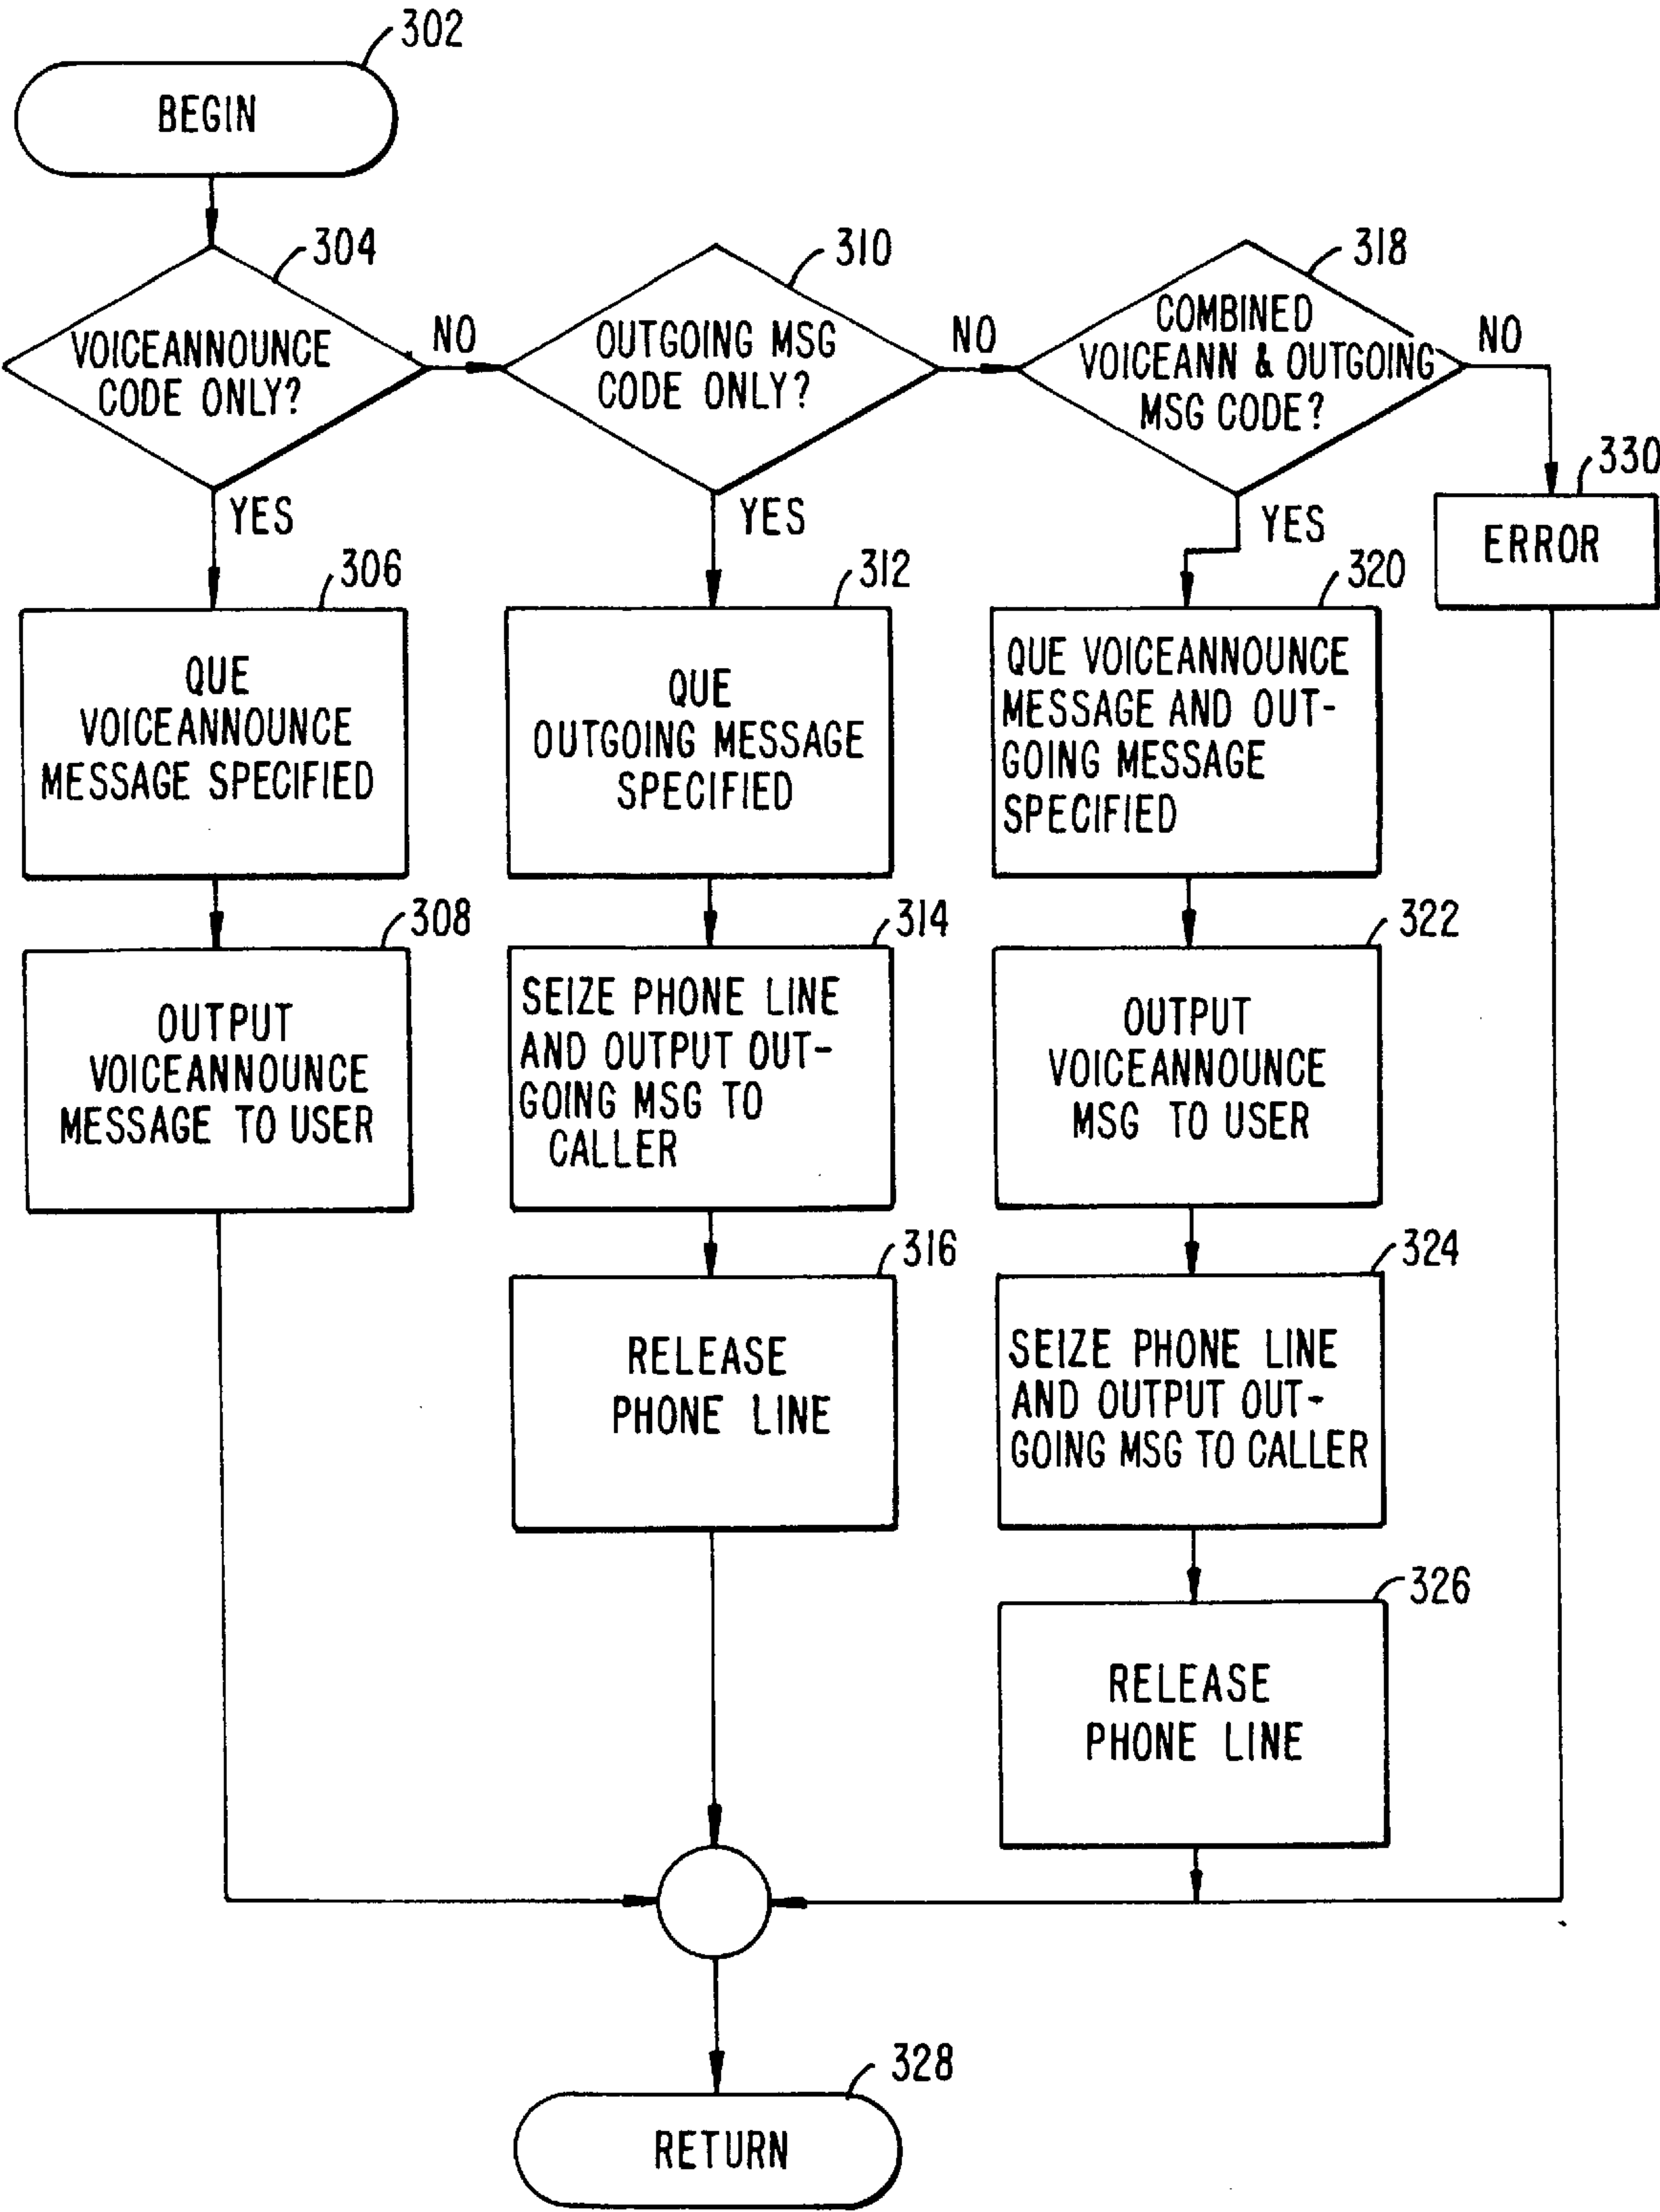 302
BEGIN
304
VOICEANNOUNCE
CODE ONLY?
NO
YES
310
OUTGOING MSG
CODE ONLY?
NO
YES
318
COMBINED
VOICEANN & OUTGOING
MSG CODE?
NO
YES
330
ERROR
306
QUE
VOICEANNOUNCE
MESSAGE SPECIFIED
312
QUE
OUTGOING MESSAGE
SPECIFIED
320
QUE VOICEANNOUNCE
MESSAGE AND OUT-
GOING MESSAGE
SPECIFIED
308
OUTPUT
VOICEANNOUNCE
MESSAGE TO USER
314
SEIZE PHONE LINE
AND OUTPUT OUT-
GOING MSG TO
CALLER
322
OUTPUT
VOICEANNOUNCE
MSG TO USER
316
RELEASE
PHONE LINE
324
SEIZE PHONE LINE
AND OUTPUT OUT-
GOING MSG TO CALLER
326
RELEASE
PHONE LINE
328
RETURN